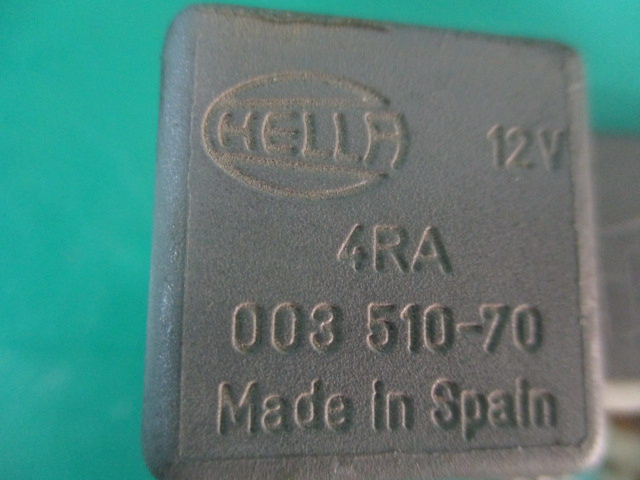 HELLA 12V
4RA
003 510-70
Made in Spain